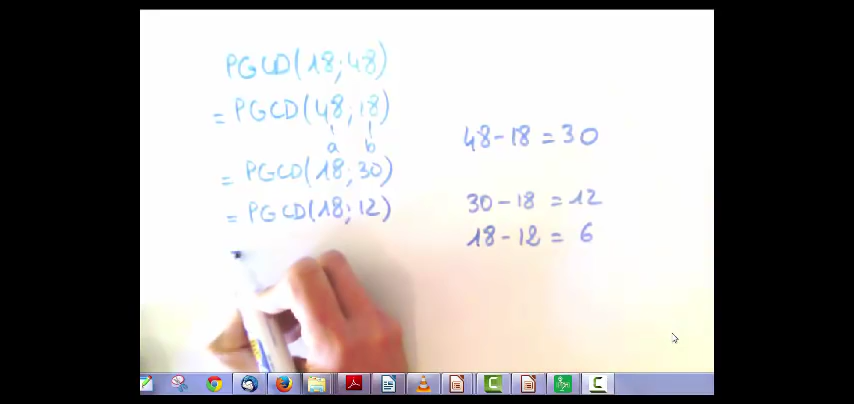 PGCD(18;48)
= PGCD(48;18)
a b
= PGCD(18;30)
= PGCD(18;12)
48-18 = 30
30-18 = 12
18-12 = 6